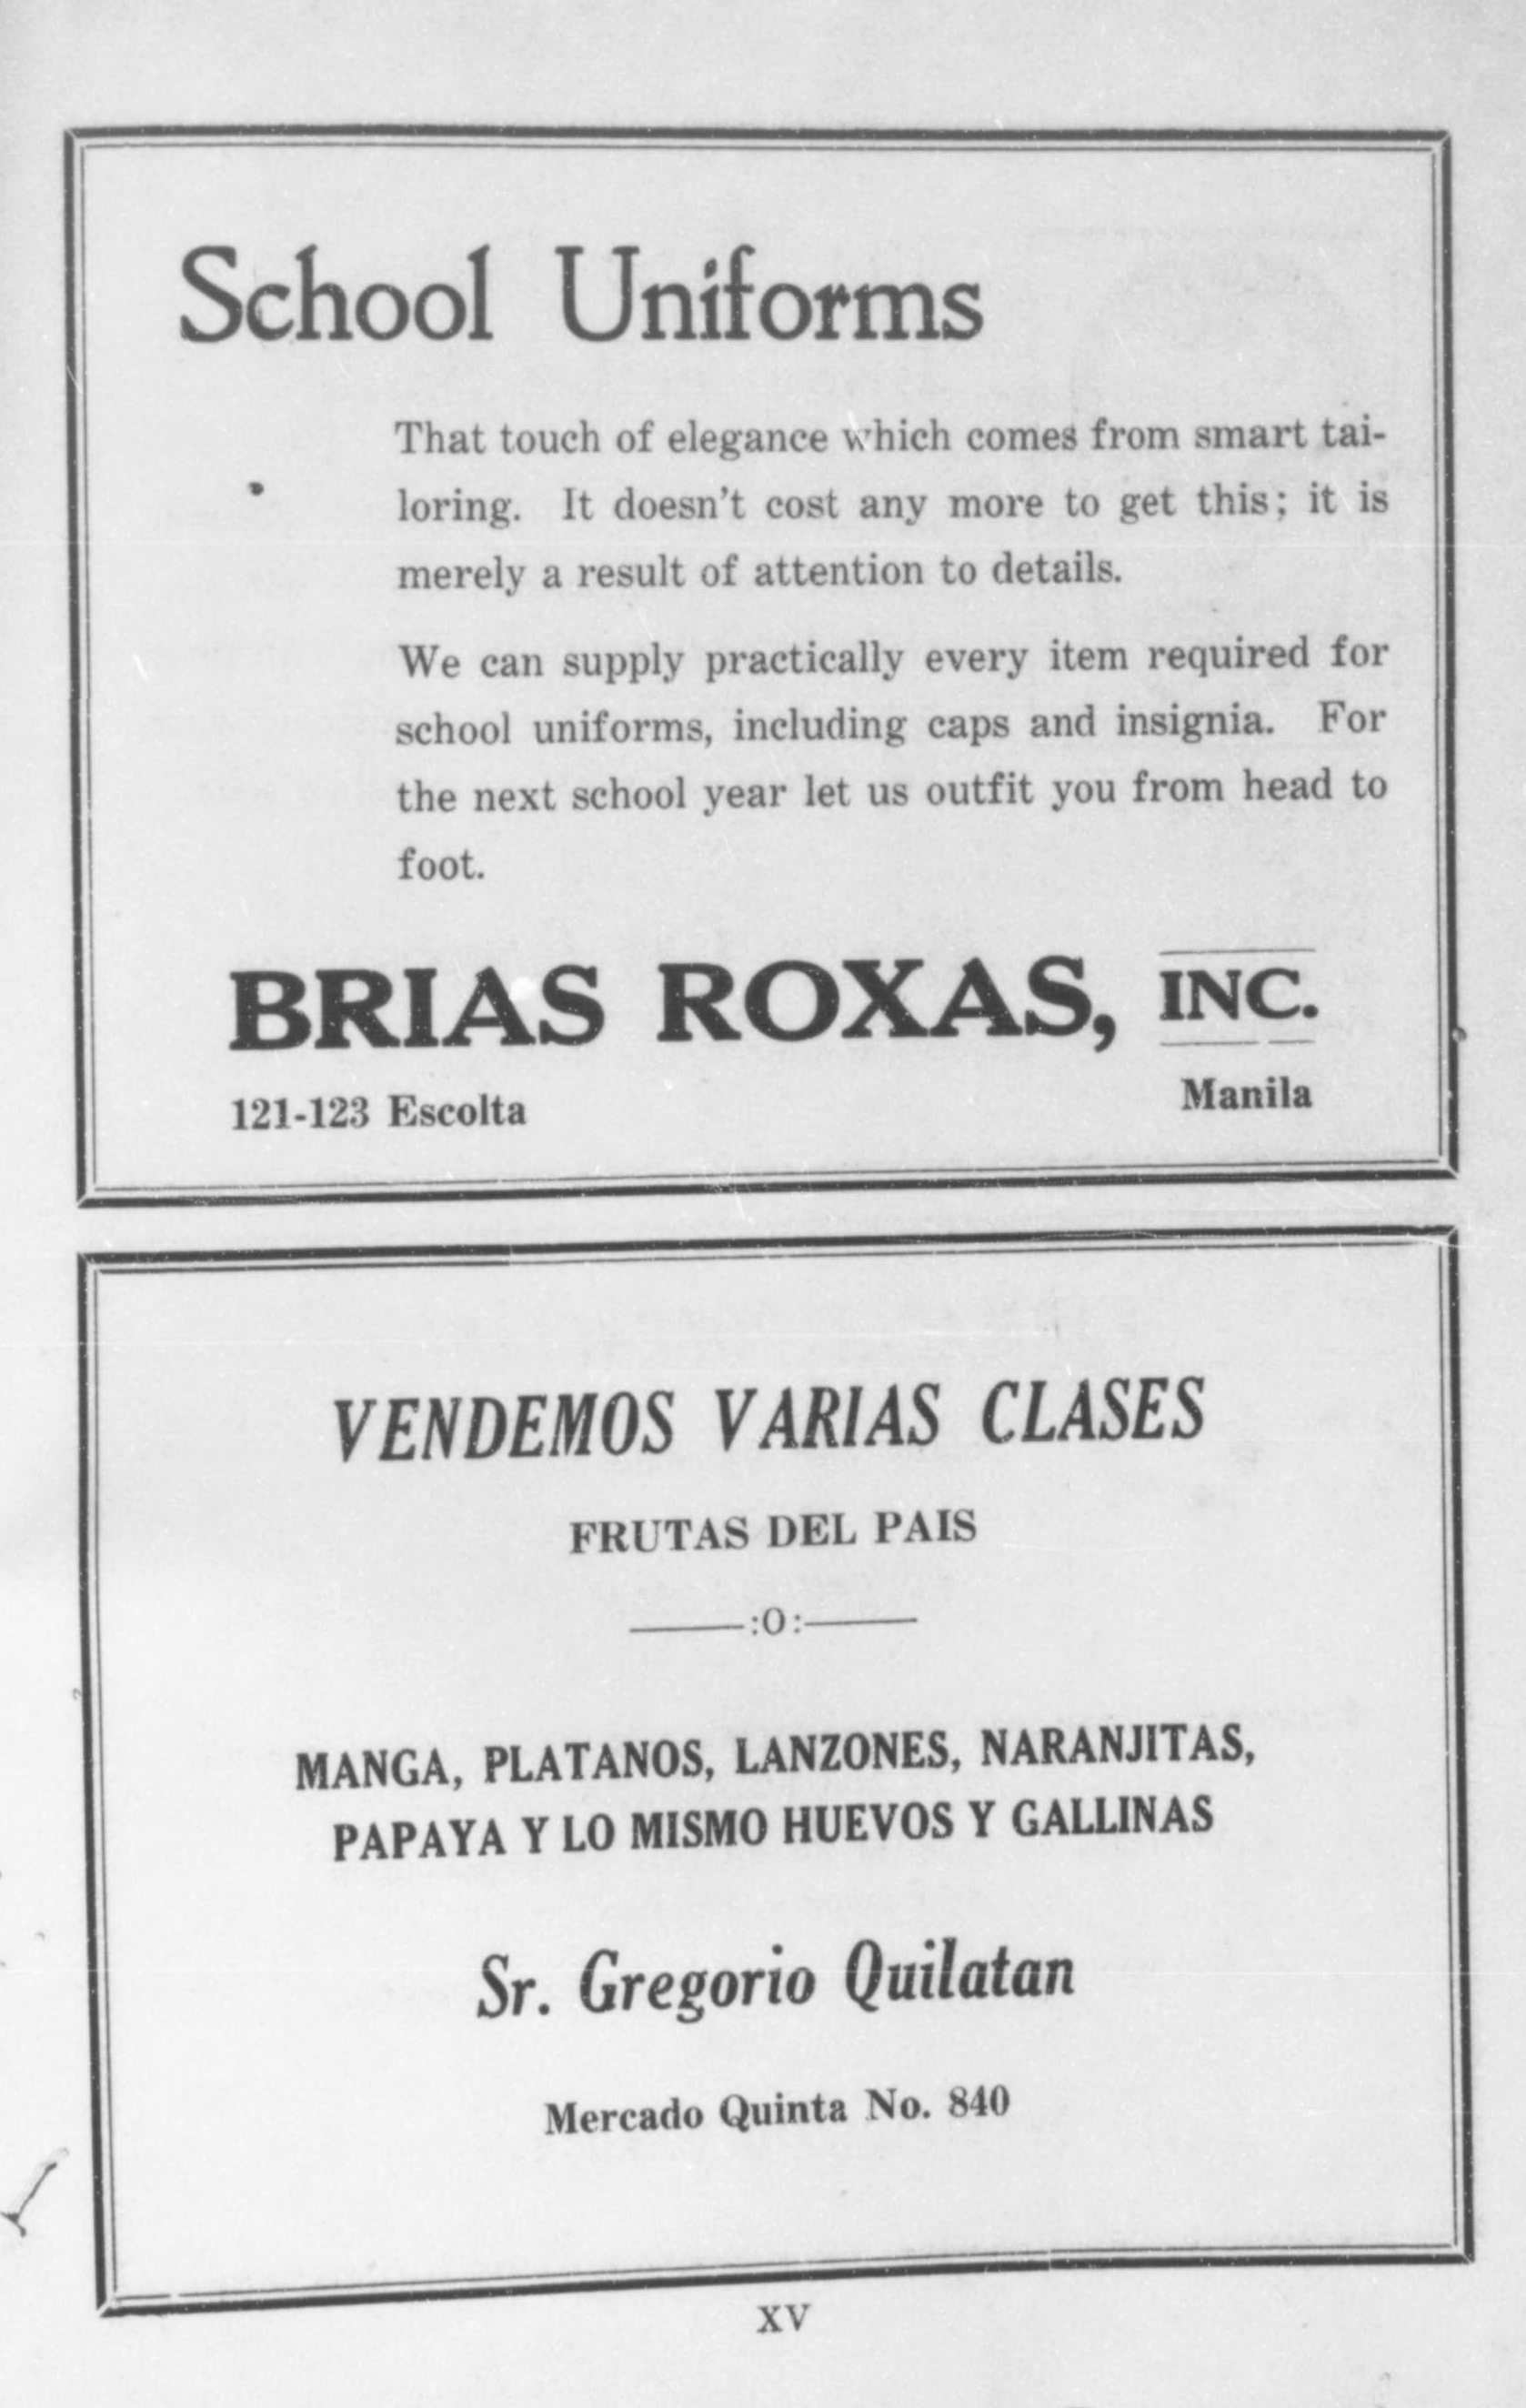 School Uniforms
That touch of elegance which comes from smart tai-
loring. It doesn't cost any more to get this; it is
merely a result of attention to details.
We can supply practically every item required for
school uniforms, including caps and insignia. For
the next school year let us outfit you from head to
foot.
BRIAS ROXAS, INC.
121-123 Escolta Manila
VENDEMOS VARIAS CLASES
FRUTAS DEL PAIS
———:O:———
MANGA, PLATANOS, LANZONES, NARANJITAS,
PAPAYA Y LO MISMO HUEVOS Y GALLINAS
Sr. Gregorio Quilatan
Mercado Quinta No. 840
XV